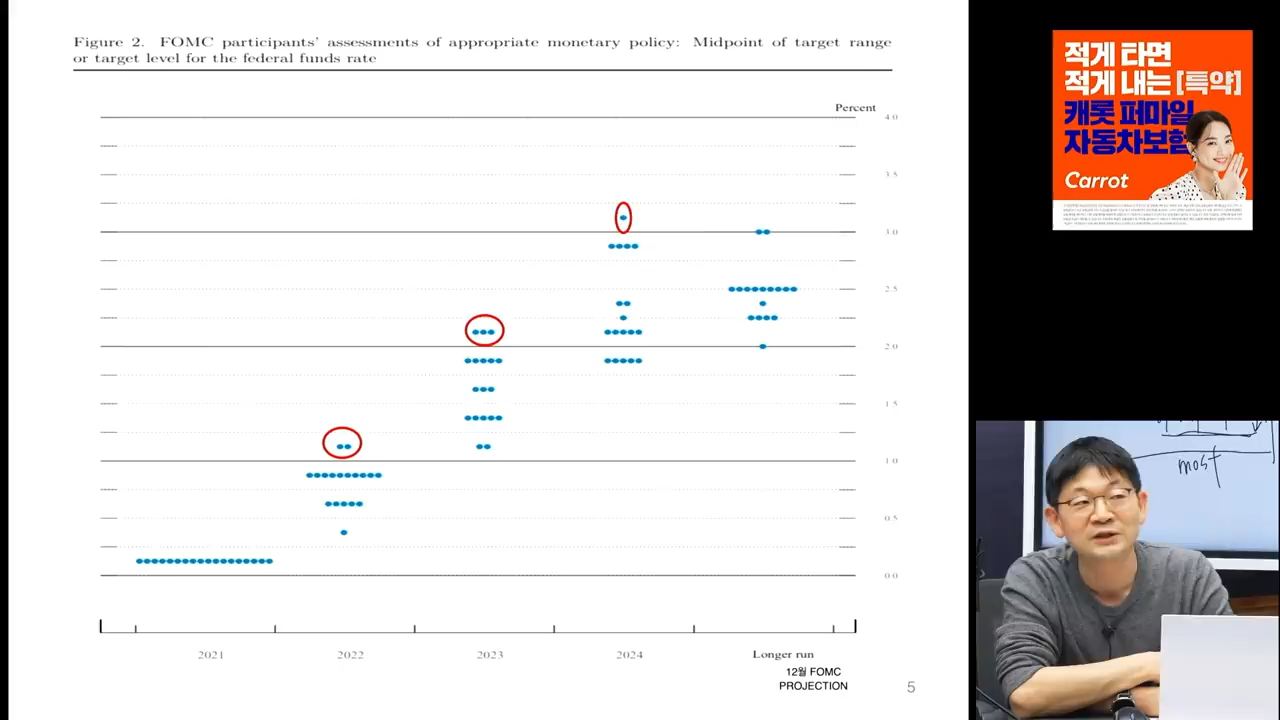 Figure 2. FOMC participants' assessments of appropriate monetary policy: Midpoint of target range
or target level for the federal funds rate
Percent
4.0
3.5
3.0
2.5
2.0
1.5
1.0
0.5
0.0
2021
2022
2023
2024
Longer run
12월 FOMC
PROJECTION
5
적게 타면
적게 내는 [특약]
캐롯 퍼마일
자동차보험
Carrot
most